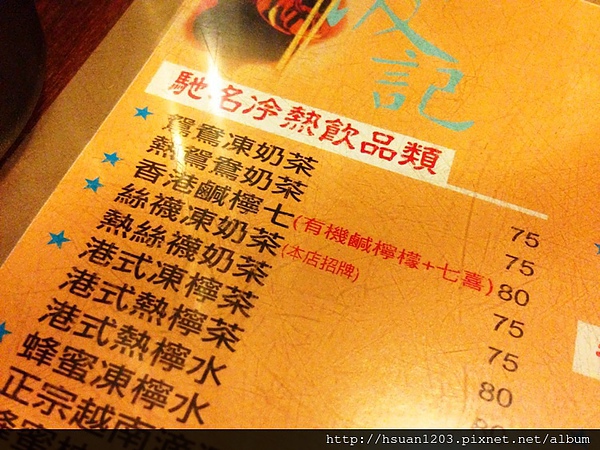 記
馳名冷熱飲品類
★鴛鴦凍奶茶 75
熱鴛鴦奶茶 75
★香港鹹檸七(有機鹹檸檬+七喜) 80
★絲襪凍奶茶 75
熱絲襪奶茶(本店招牌) 75
★港式凍檸茶 80
港式熱檸茶 80
港式熱檸水
★蜂蜜凍檸水
正宗越南滴
蜂蜜
http://hsuan1203.pixnet.net/album